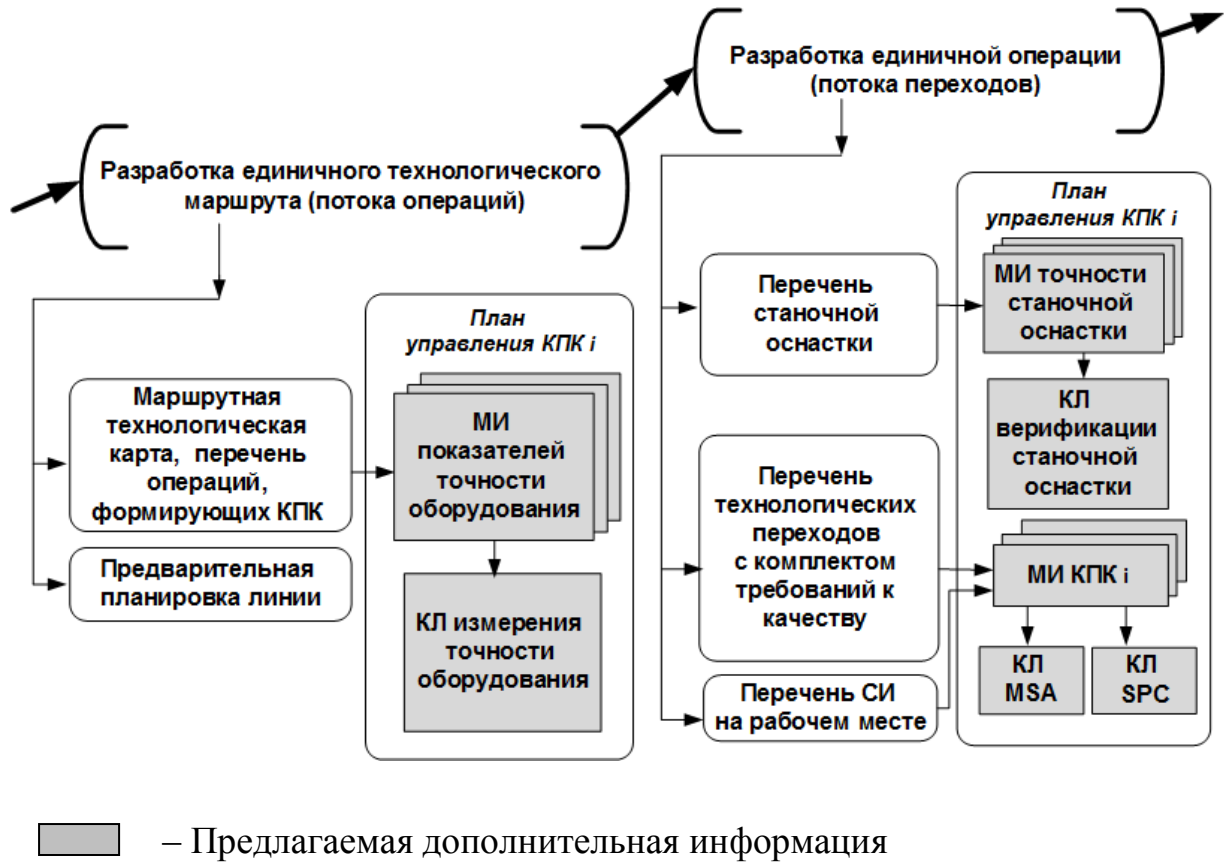 Разработка единичной операции
(потока переходов)
Разработка единичного технологического
маршрута (потока операций)
План
управления КПК i
МИ точности
станочной
оснастки
Перечень
станочной
оснастки
План
управления КПК i
Маршрутная
технологическая
карта, перечень
операций,
формирующих КПК
МИ
показателей
точности
оборудования
КЛ
верификации
станочной
оснастки
Перечень
технологических
переходов
с комплектом
требований к
качеству
МИ КПК i
Предварительная
планировка линии
КЛ измерения
точности
оборудования
КЛ
MSA
КЛ
SPC
Перечень СИ
на рабочем месте
– Предлагаемая дополнительная информация